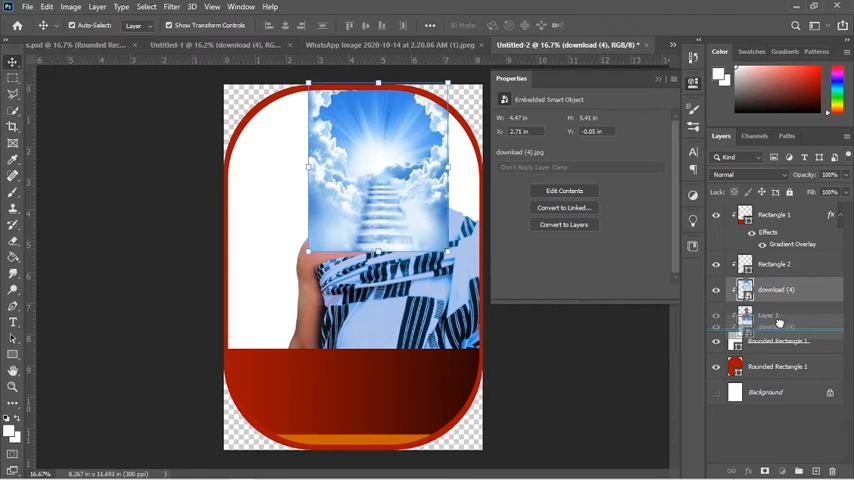 File Edit Image Layer Type Select Filter 3D View Window Help
Auto-Select: Layer Show Transform Controls 3D Mode:
s.psd @ 16.7% (Rounded Rec... × Untitled-1 @ 16.2% (download (4), RG... × WhatsApp Image 2020-10-14 at 2.20.06 AM (1).jpeg × Untitled-2 @ 16.7% (download (4), RGB/8) * ×
Properties
Embedded Smart Object
W: 4.47 in H: 5.41 in
X: 2.71 in Y: -0.05 in
download (4).jpg
Don't Apply Layer Comp
Edit Contents
Convert to Linked...
Convert to Layers
Color Swatches Gradients Patterns
Layers Channels Paths
Kind
Normal Opacity: 100%
Lock: Fill: 100%
Rectangle 1 fx
Effects
Gradient Overlay
Rectangle 2
download (4)
Layer 1
download (4)
Rounded Rectangle 1
Rounded Rectangle 1
Background
16.67% 8.267 in x 11.693 in (300 ppi)